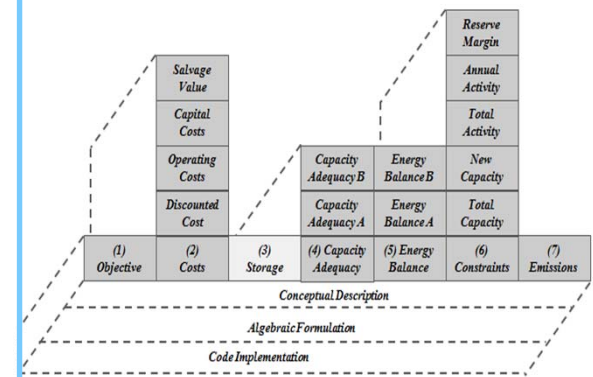 Reserve
Margin
Salvage
Value
Annual
Activity
Capital
Costs
Total
Activity
Operating
Costs
Capacity
Adequacy B
Energy
Balance B
New
Capacity
Discounted
Cost
Capacity
Adequacy A
Energy
Balance A
Total
Capacity
(1)
Objective
(2)
Costs
(3)
Storage
(4) Capacity
Adequacy
(5) Energy
Balance
(6)
Constraints
(7)
Emissions
Conceptual Description
Algebraic Formulation
Code Implementation